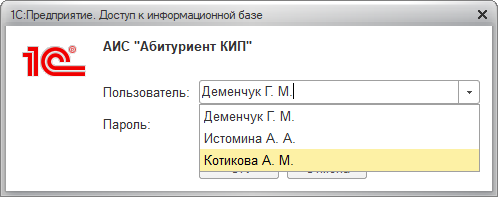 1С:Предприятие. Доступ к информационной базе
1С®
АИС "Абитуриент КИП"
Пользователь: Деменчук Г. М.
Пароль:
Деменчук Г. М.
Истомина А. А.
Котикова А. М.